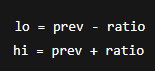 lo = prev - ratio
hi = prev + ratio